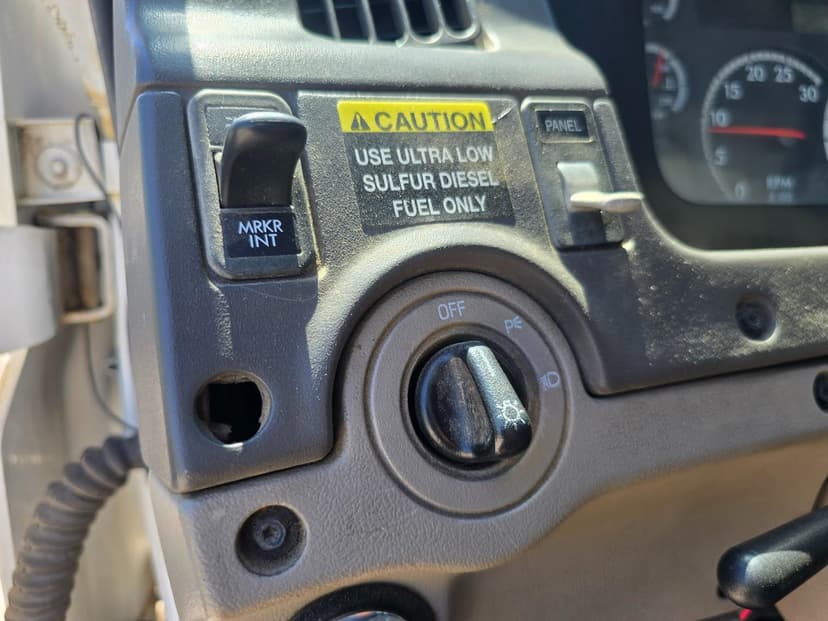 MRKR
INT
⚠ CAUTION
USE ULTRA LOW
SULFUR DIESEL
FUEL ONLY
PANEL
OFF
0
5
10
15
20
25
30